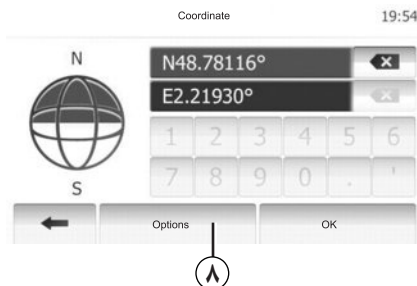 Coordinate 19:54
N
N48.78116°
E2.21930°
1 2 3 4 5 6
7 8 9 0 . '
S
Options OK
٨